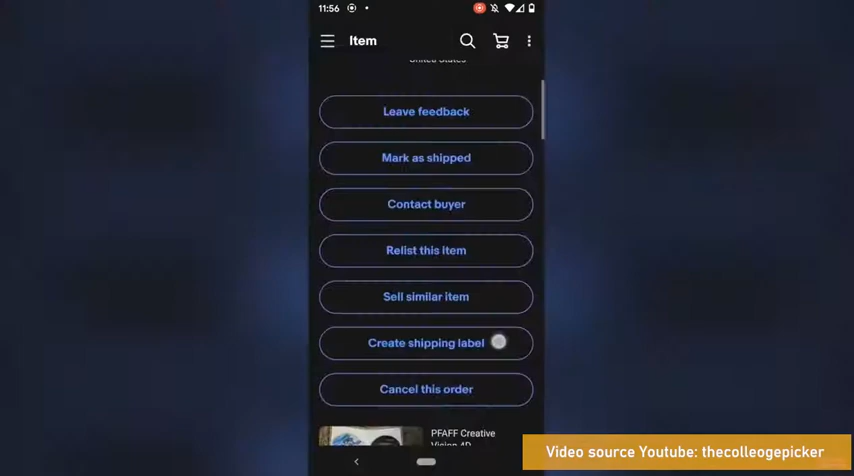 11:56
Item
United States
Leave feedback
Mark as shipped
Contact buyer
Relist this item
Sell similar item
Create shipping label
Cancel this order
PFAFF Creative
Vision 4D
Video source Youtube: thecolleogepicker